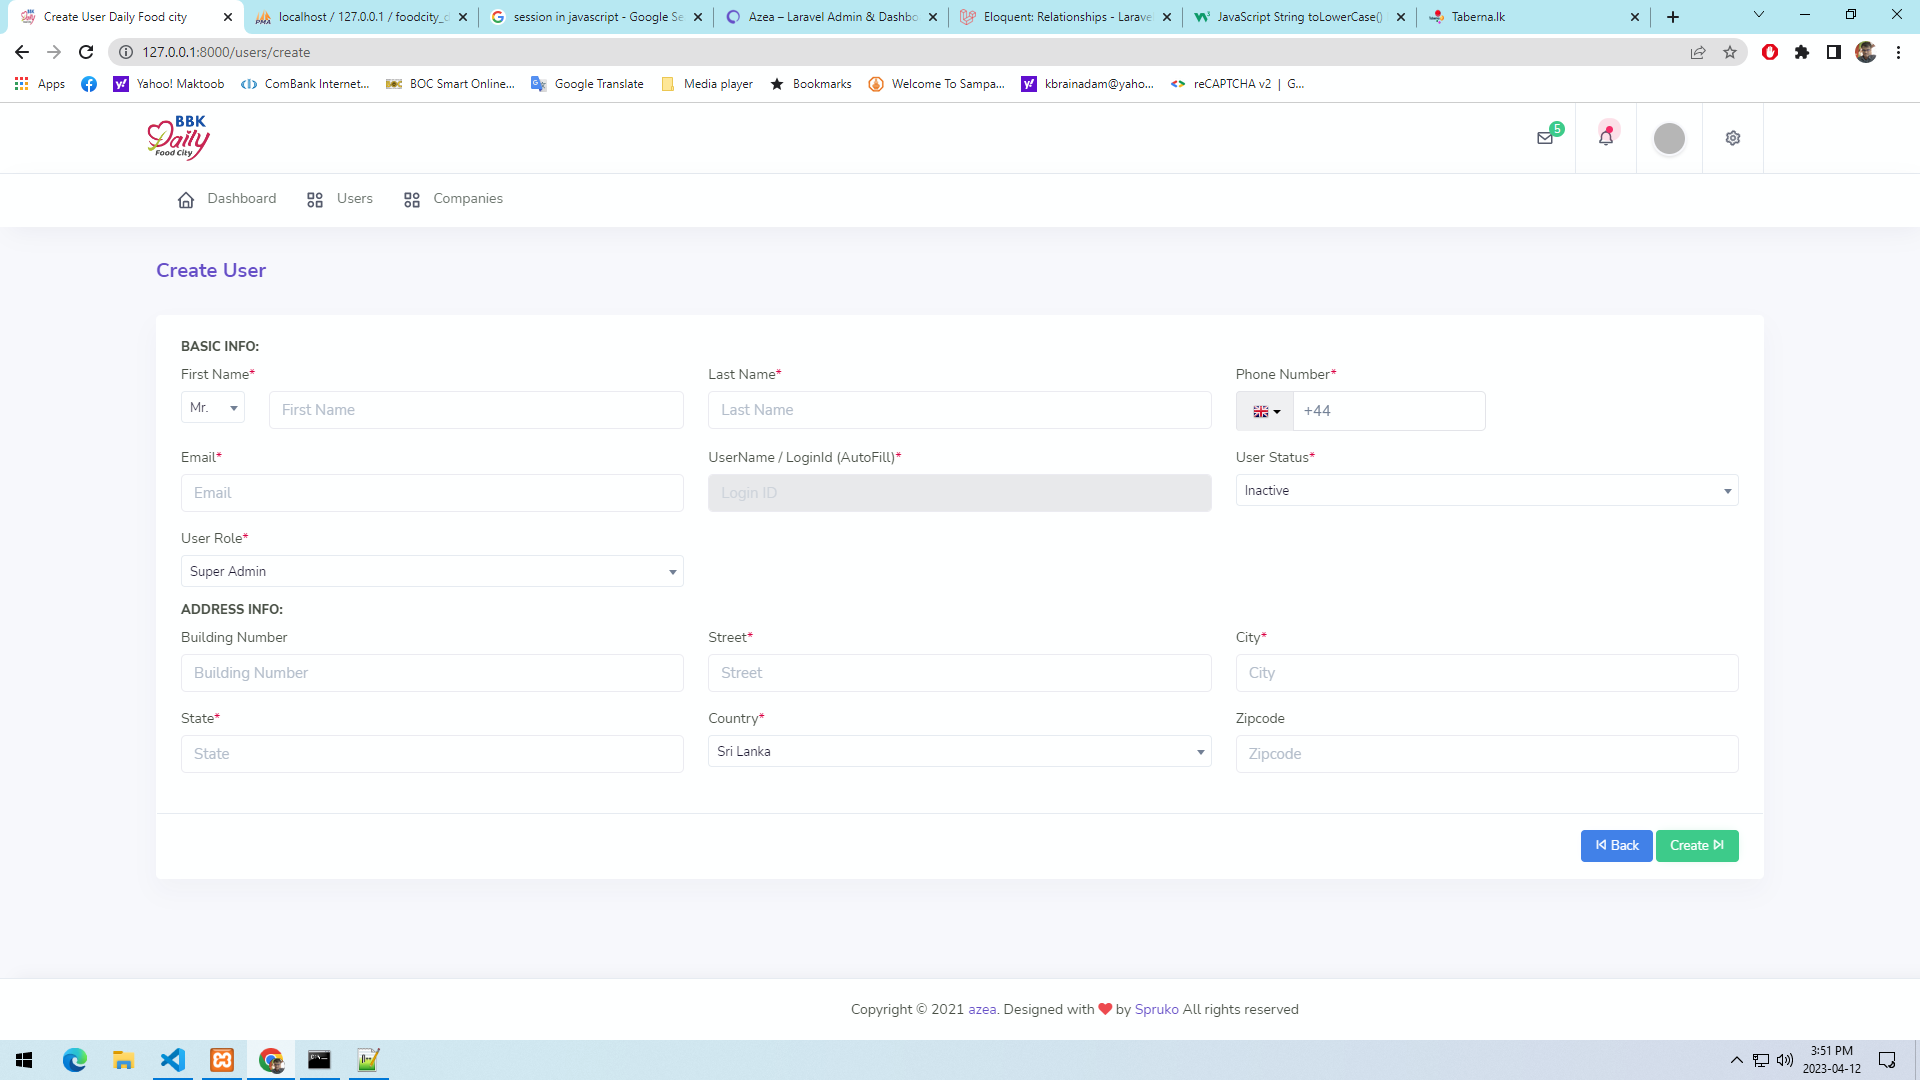 Create User Daily Food city
localhost / 127.0.0.1 / foodcity_d
session in javascript - Google Se
Azea – Laravel Admin & Dashbo
Eloquent: Relationships - Larave
JavaScript String toLowerCase()
Taberna.lk
127.0.0.1:8000/users/create
Apps
Yahoo! Maktoob
ComBank Internet...
BOC Smart Online...
Google Translate
Media player
Bookmarks
Welcome To Sampa...
kbrainadam@yaho...
reCAPTCHA v2 | G...
BBK
Daily
Food City
5
Dashboard
Users
Companies
Create User
BASIC INFO:
First Name*
Last Name*
Phone Number*
Mr.
First Name
Last Name
+44
Email*
UserName / LoginId (AutoFill)*
User Status*
Email
Login ID
Inactive
User Role*
Super Admin
ADDRESS INFO:
Building Number
Street*
City*
Building Number
Street
City
State*
Country*
Zipcode
State
Sri Lanka
Zipcode
Back
Create
Copyright © 2021 azea. Designed with ❤ by Spruko All rights reserved
3:51 PM
2023-04-12